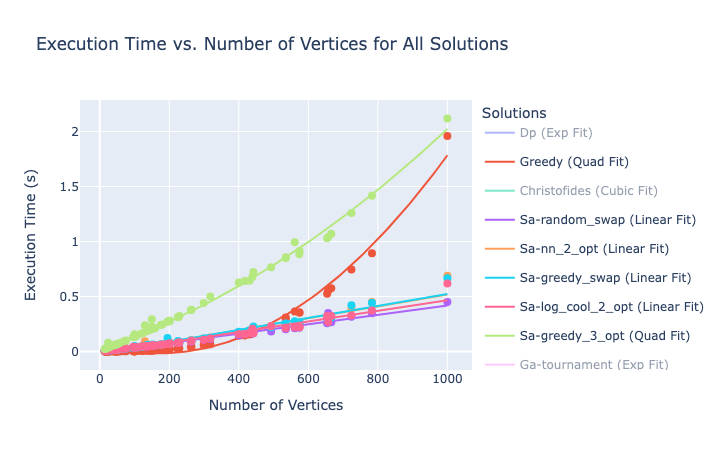 Execution Time vs. Number of Vertices for All Solutions
Solutions
Dp (Exp Fit)
Greedy (Quad Fit)
Christofides (Cubic Fit)
Sa-random_swap (Linear Fit)
Sa-nn_2_opt (Linear Fit)
Sa-greedy_swap (Linear Fit)
Sa-log_cool_2_opt (Linear Fit)
Sa-greedy_3_opt (Quad Fit)
Ga-tournament (Exp Fit)
Execution Time (s)
2
1.5
1
0.5
0
0 200 400 600 800 1000
Number of Vertices